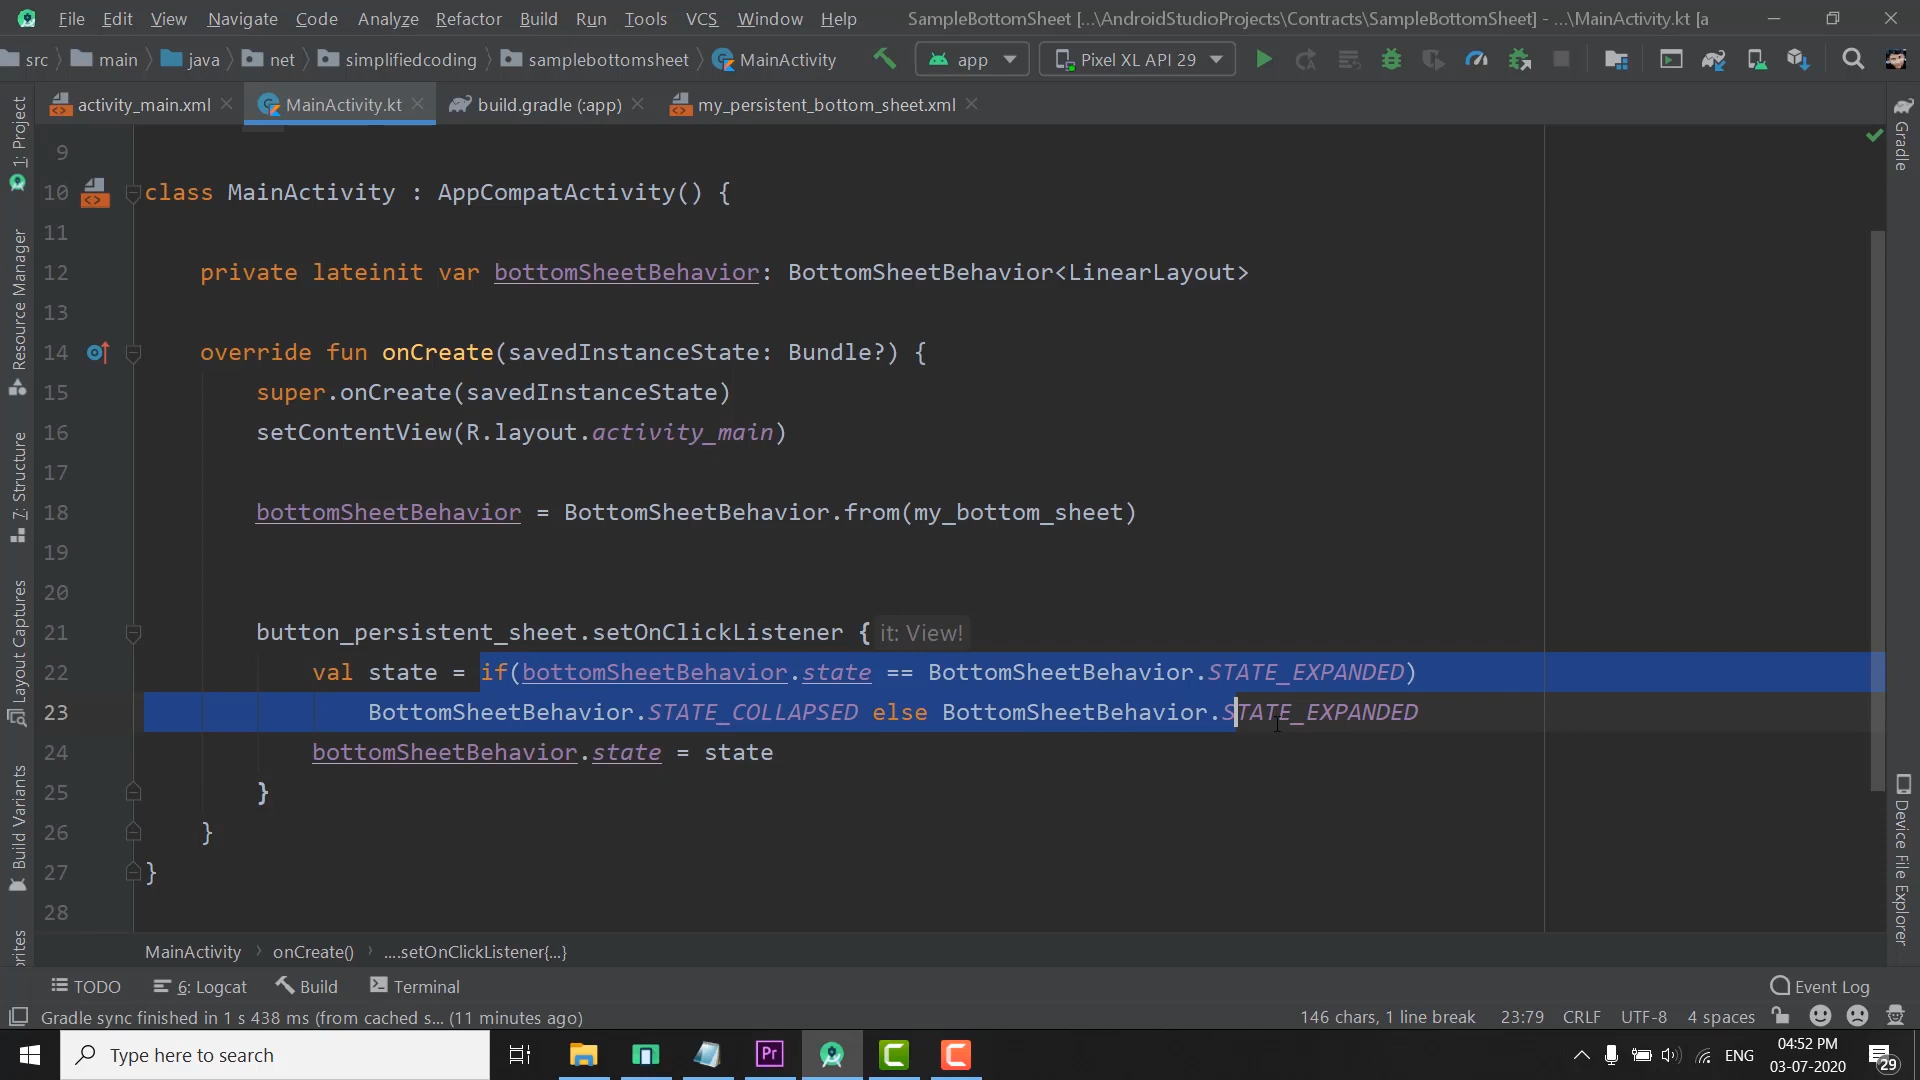 File Edit View Navigate Code Analyze Refactor Build Run Tools VCS Window Help SampleBottomSheet [...\AndroidStudioProjects\Contracts\SampleBottomSheet] - ...\MainActivity.kt [a
src main java net simplifiedcoding samplebottomsheet MainActivity app Pixel XL API 29
activity_main.xml MainActivity.kt build.gradle (:app) my_persistent_bottom_sheet.xml
1: Project
Resource Manager
7: Structure
Layout Captures
Build Variants
orites
Gradle
Device File Explorer
9
10 class MainActivity : AppCompatActivity() {
11
12 private lateinit var bottomSheetBehavior: BottomSheetBehavior<LinearLayout>
13
14 override fun onCreate(savedInstanceState: Bundle?) {
15 super.onCreate(savedInstanceState)
16 setContentView(R.layout.activity_main)
17
18 bottomSheetBehavior = BottomSheetBehavior.from(my_bottom_sheet)
19
20
21 button_persistent_sheet.setOnClickListener { it: View!
22 val state = if(bottomSheetBehavior.state == BottomSheetBehavior.STATE_EXPANDED)
23 BottomSheetBehavior.STATE_COLLAPSED else BottomSheetBehavior.STATE_EXPANDED
24 bottomSheetBehavior.state = state
25 }
26 }
27 }
28
MainActivity onCreate() ....setOnClickListener{...}
TODO 6: Logcat Build Terminal Event Log
Gradle sync finished in 1 s 438 ms (from cached s... (11 minutes ago) 146 chars, 1 line break 23:79 CRLF UTF-8 4 spaces
Type here to search Pr ENG 04:52 PM
03-07-2020 29